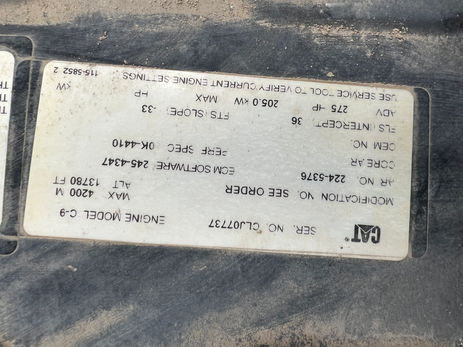 CAT®
SER. NO. CLJ07737 ENGINE MODEL C-9
MODIFICATION NO. SEE ORDER MAX ALT 4200 M 13780 FT
AR NO. 224-5376 ECM SOFTWARE 245-4347
CORE AR PERF SPEC 0K-4410
OEM NO.
FLS (INTERCEPT) 36 FTS (SLOPE) -33
ADV 275 HP 205.0 KW MAX HP KW
USE SERVICE TOOL TO VERIFY CURRENT ENGINE SETTINGS. 115-5852 2